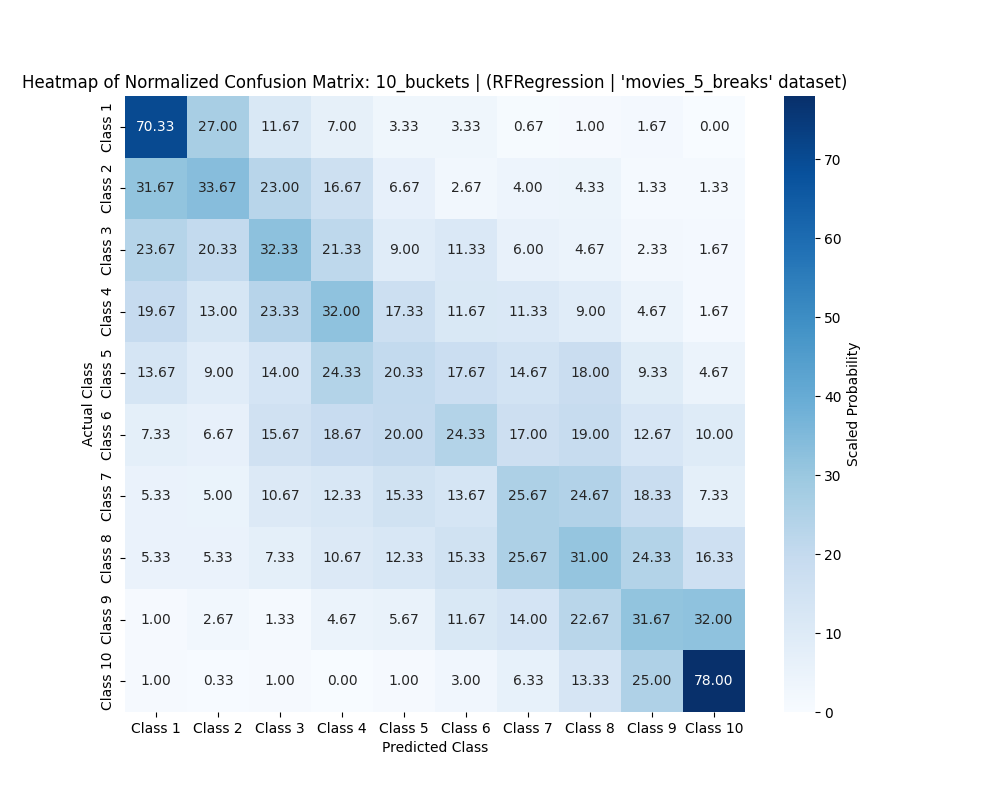 Heatmap of Normalized Confusion Matrix: 10_buckets | (RFRegression | 'movies_5_breaks' dataset)
Actual Class
Class 1 70.33 27.00 11.67 7.00 3.33 3.33 0.67 1.00 1.67 0.00
Class 2 31.67 33.67 23.00 16.67 6.67 2.67 4.00 4.33 1.33 1.33
Class 3 23.67 20.33 32.33 21.33 9.00 11.33 6.00 4.67 2.33 1.67
Class 4 19.67 13.00 23.33 32.00 17.33 11.67 11.33 9.00 4.67 1.67
Class 5 13.67 9.00 14.00 24.33 20.33 17.67 14.67 18.00 9.33 4.67
Class 6 7.33 6.67 15.67 18.67 20.00 24.33 17.00 19.00 12.67 10.00
Class 7 5.33 5.00 10.67 12.33 15.33 13.67 25.67 24.67 18.33 7.33
Class 8 5.33 5.33 7.33 10.67 12.33 15.33 25.67 31.00 24.33 16.33
Class 9 1.00 2.67 1.33 4.67 5.67 11.67 14.00 22.67 31.67 32.00
Class 10 1.00 0.33 1.00 0.00 1.00 3.00 6.33 13.33 25.00 78.00
Class 1 Class 2 Class 3 Class 4 Class 5 Class 6 Class 7 Class 8 Class 9 Class 10
Predicted Class
70
60
50
40
30
20
10
0
Scaled Probability